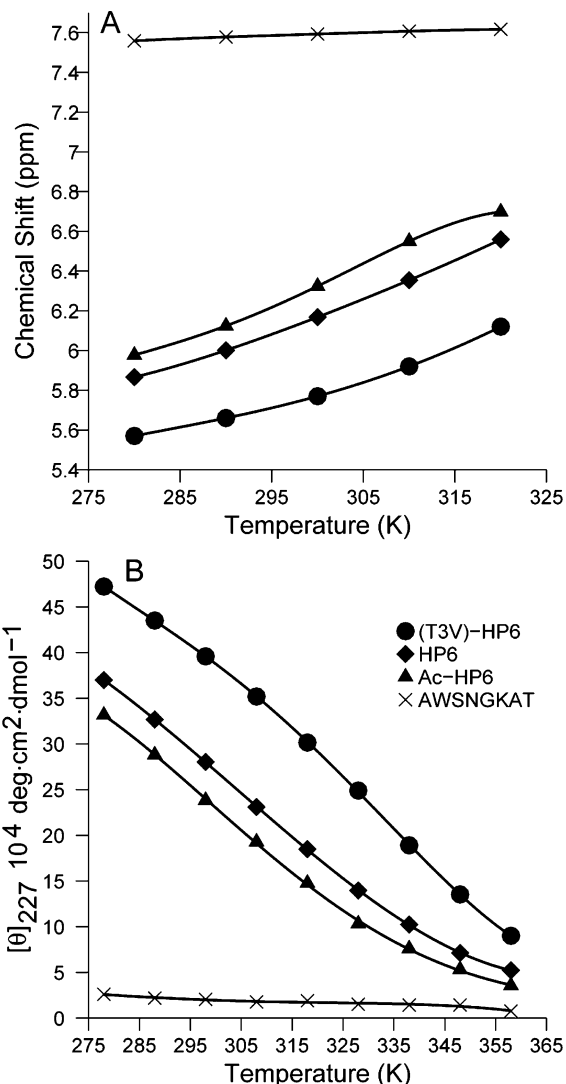 A
7.6
7.4
7.2
7
6.8
6.6
6.4
6.2
6
5.8
5.6
5.4
Chemical Shift (ppm)
275 285 295 305 315 325
Temperature (K)
B
50
45
40
35
30
25
20
15
10
5
0
[θ]227 10^4 deg·cm2·dmol−1
(T3V)−HP6
HP6
Ac−HP6
AWSNGKAT
275 285 295 305 315 325 335 345 355 365
Temperature (K)